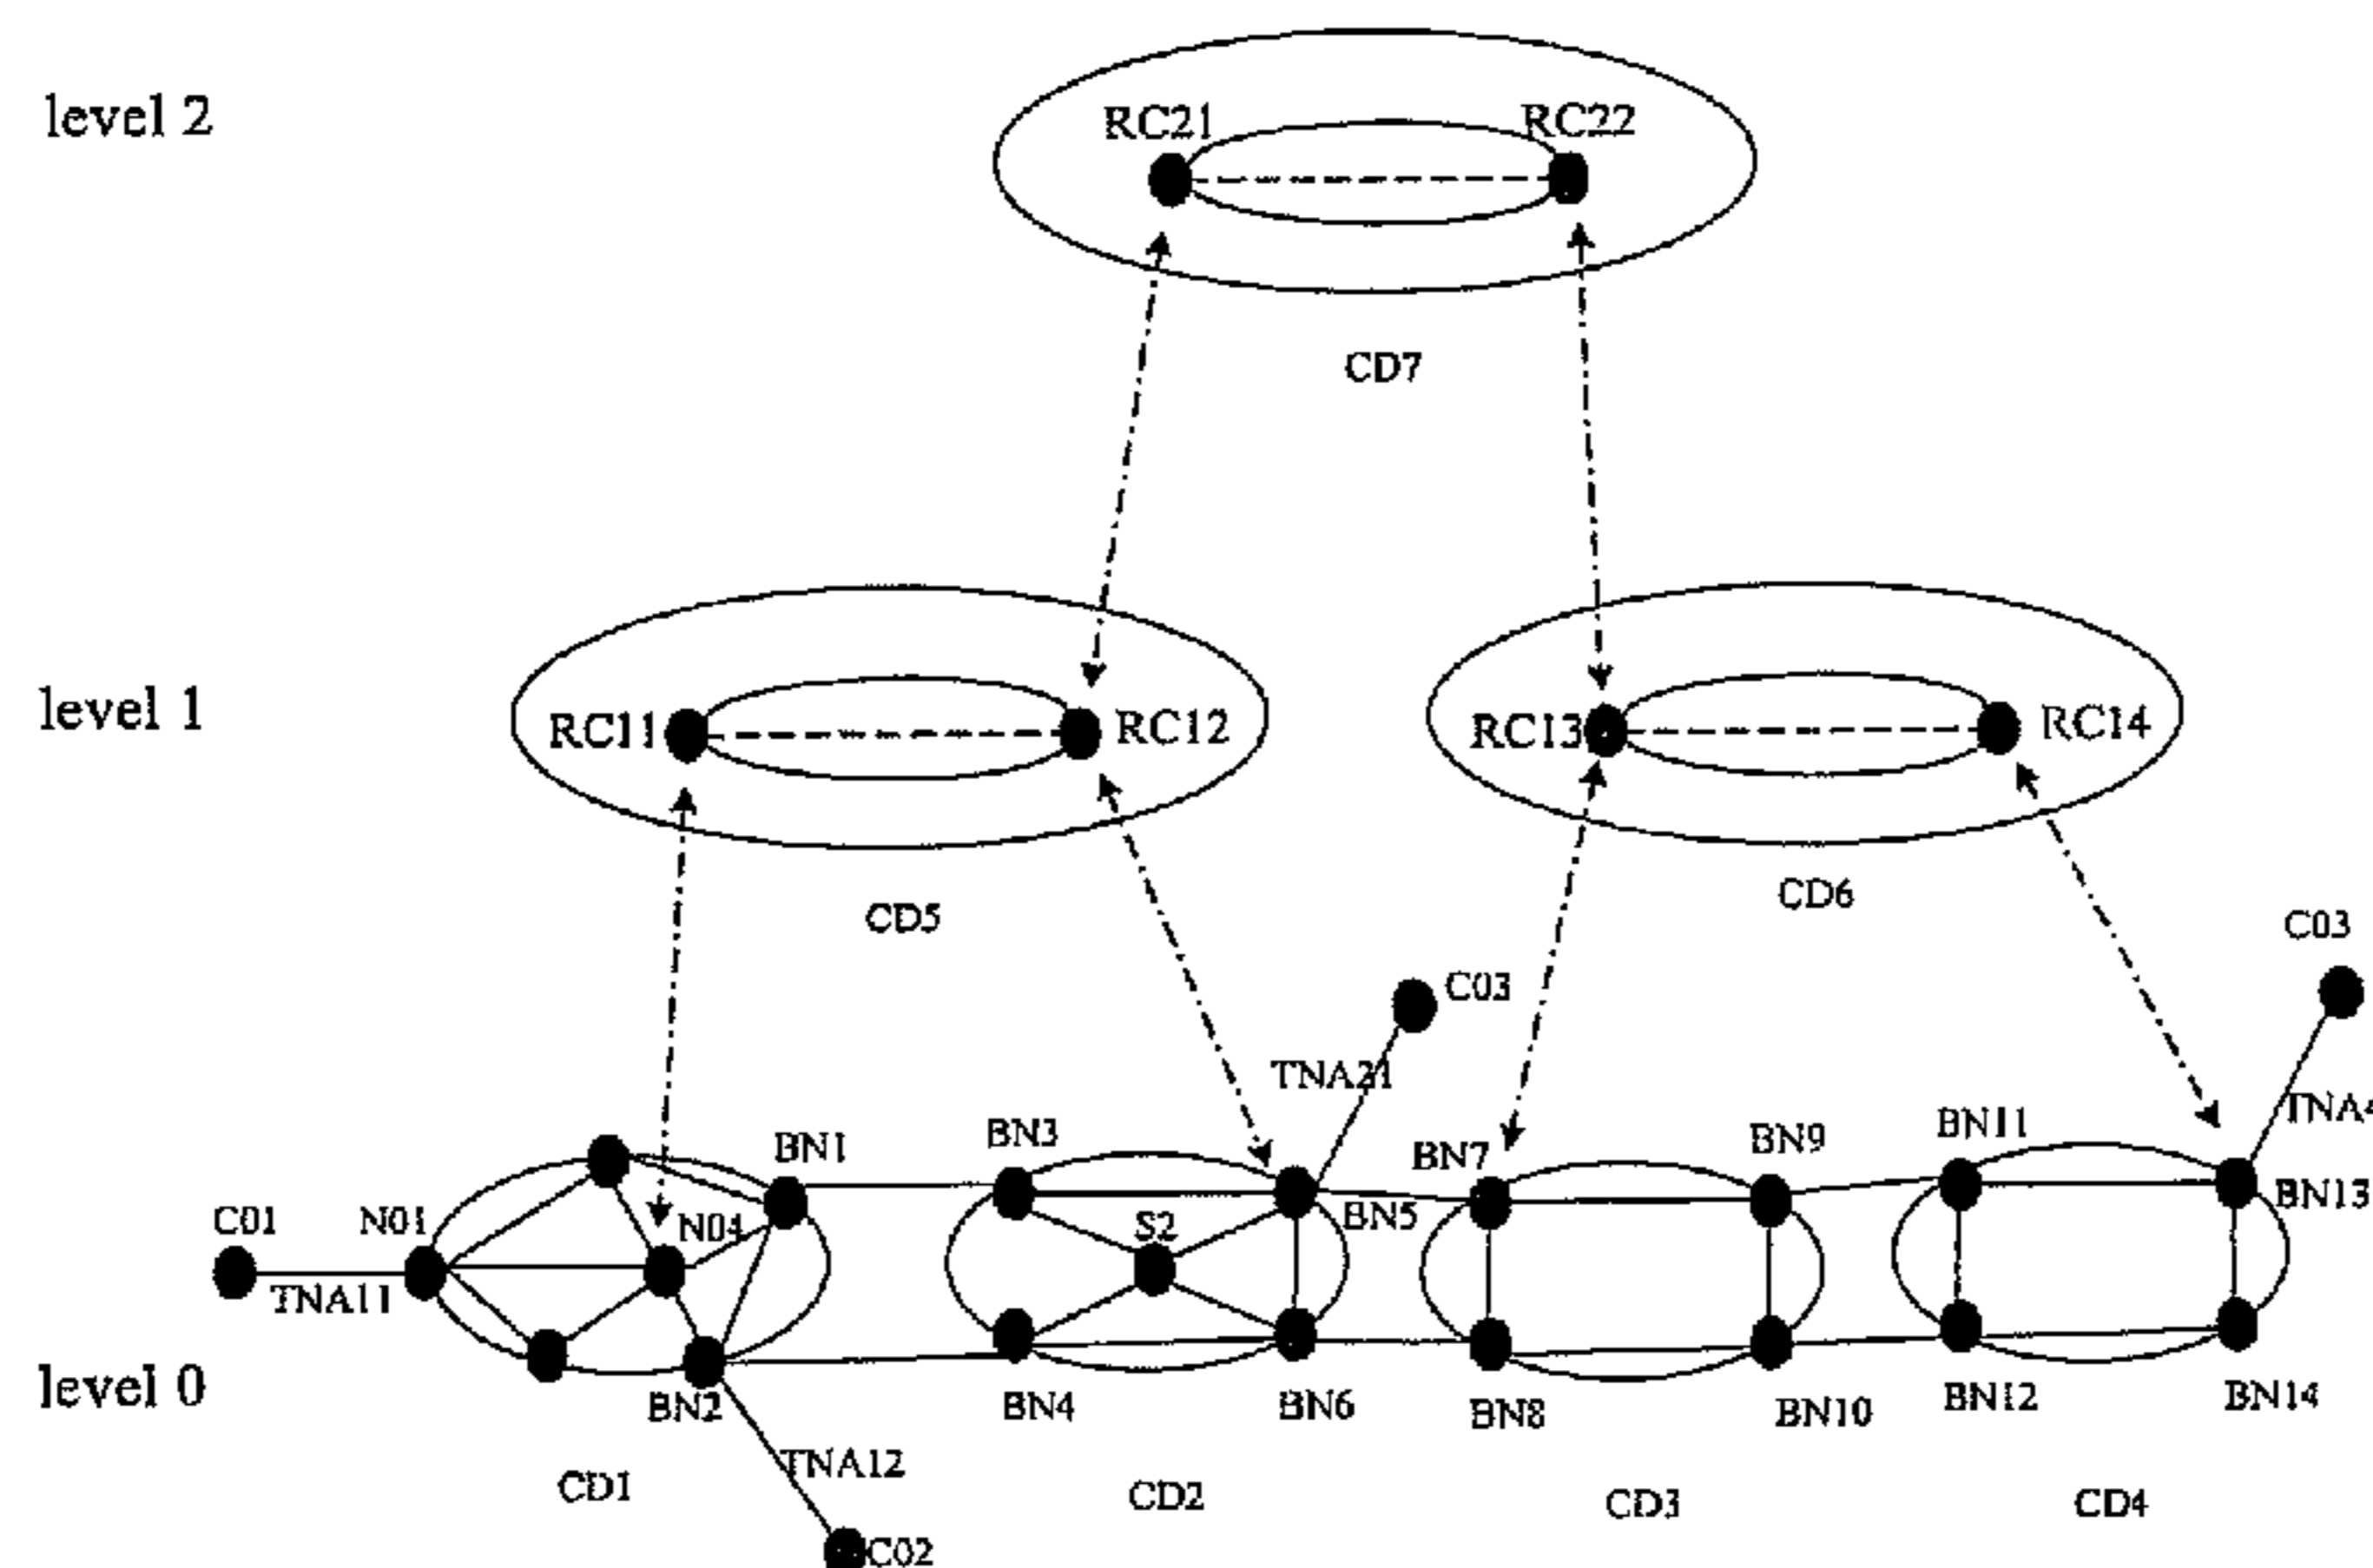 level 2
RC21
RC22
CD7
level 1
RC11
RC12
RC13
RC14
CD5
CD6
C03
C03
TNA21
TNA4
BN1
BN3
BN7
BN9
BN11
C01
N01
N04
S2
BN5
BN13
TNA11
level 0
BN2
BN4
BN6
BN8
BN10
BN12
BN14
TNA12
CD1
CD2
CD3
CD4
C02